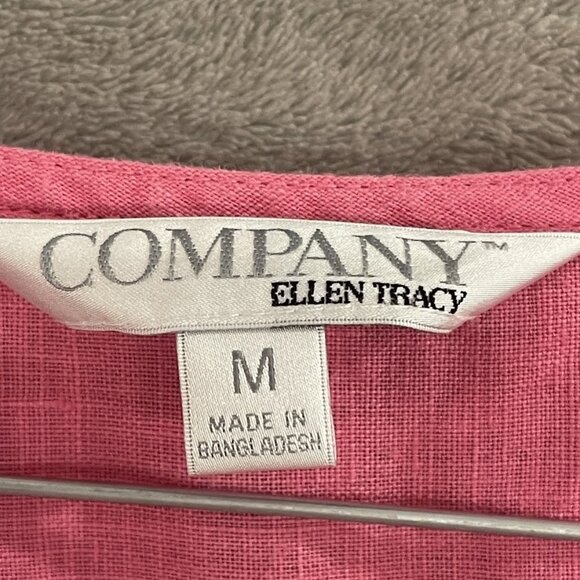 COMPANY™
ELLEN TRACY
M
MADE IN
BANGLADESH